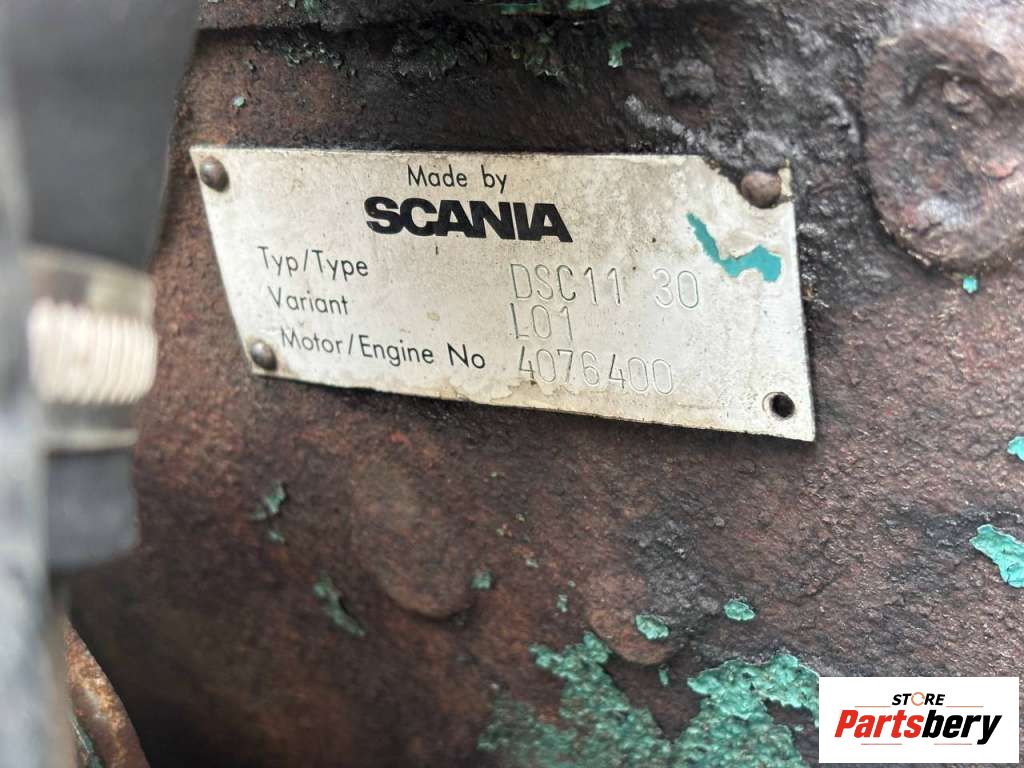 Made by
SCANIA
Typ/Type DSC11 30
Variant L01
Motor/Engine No 4076400
STORE
Partsbery